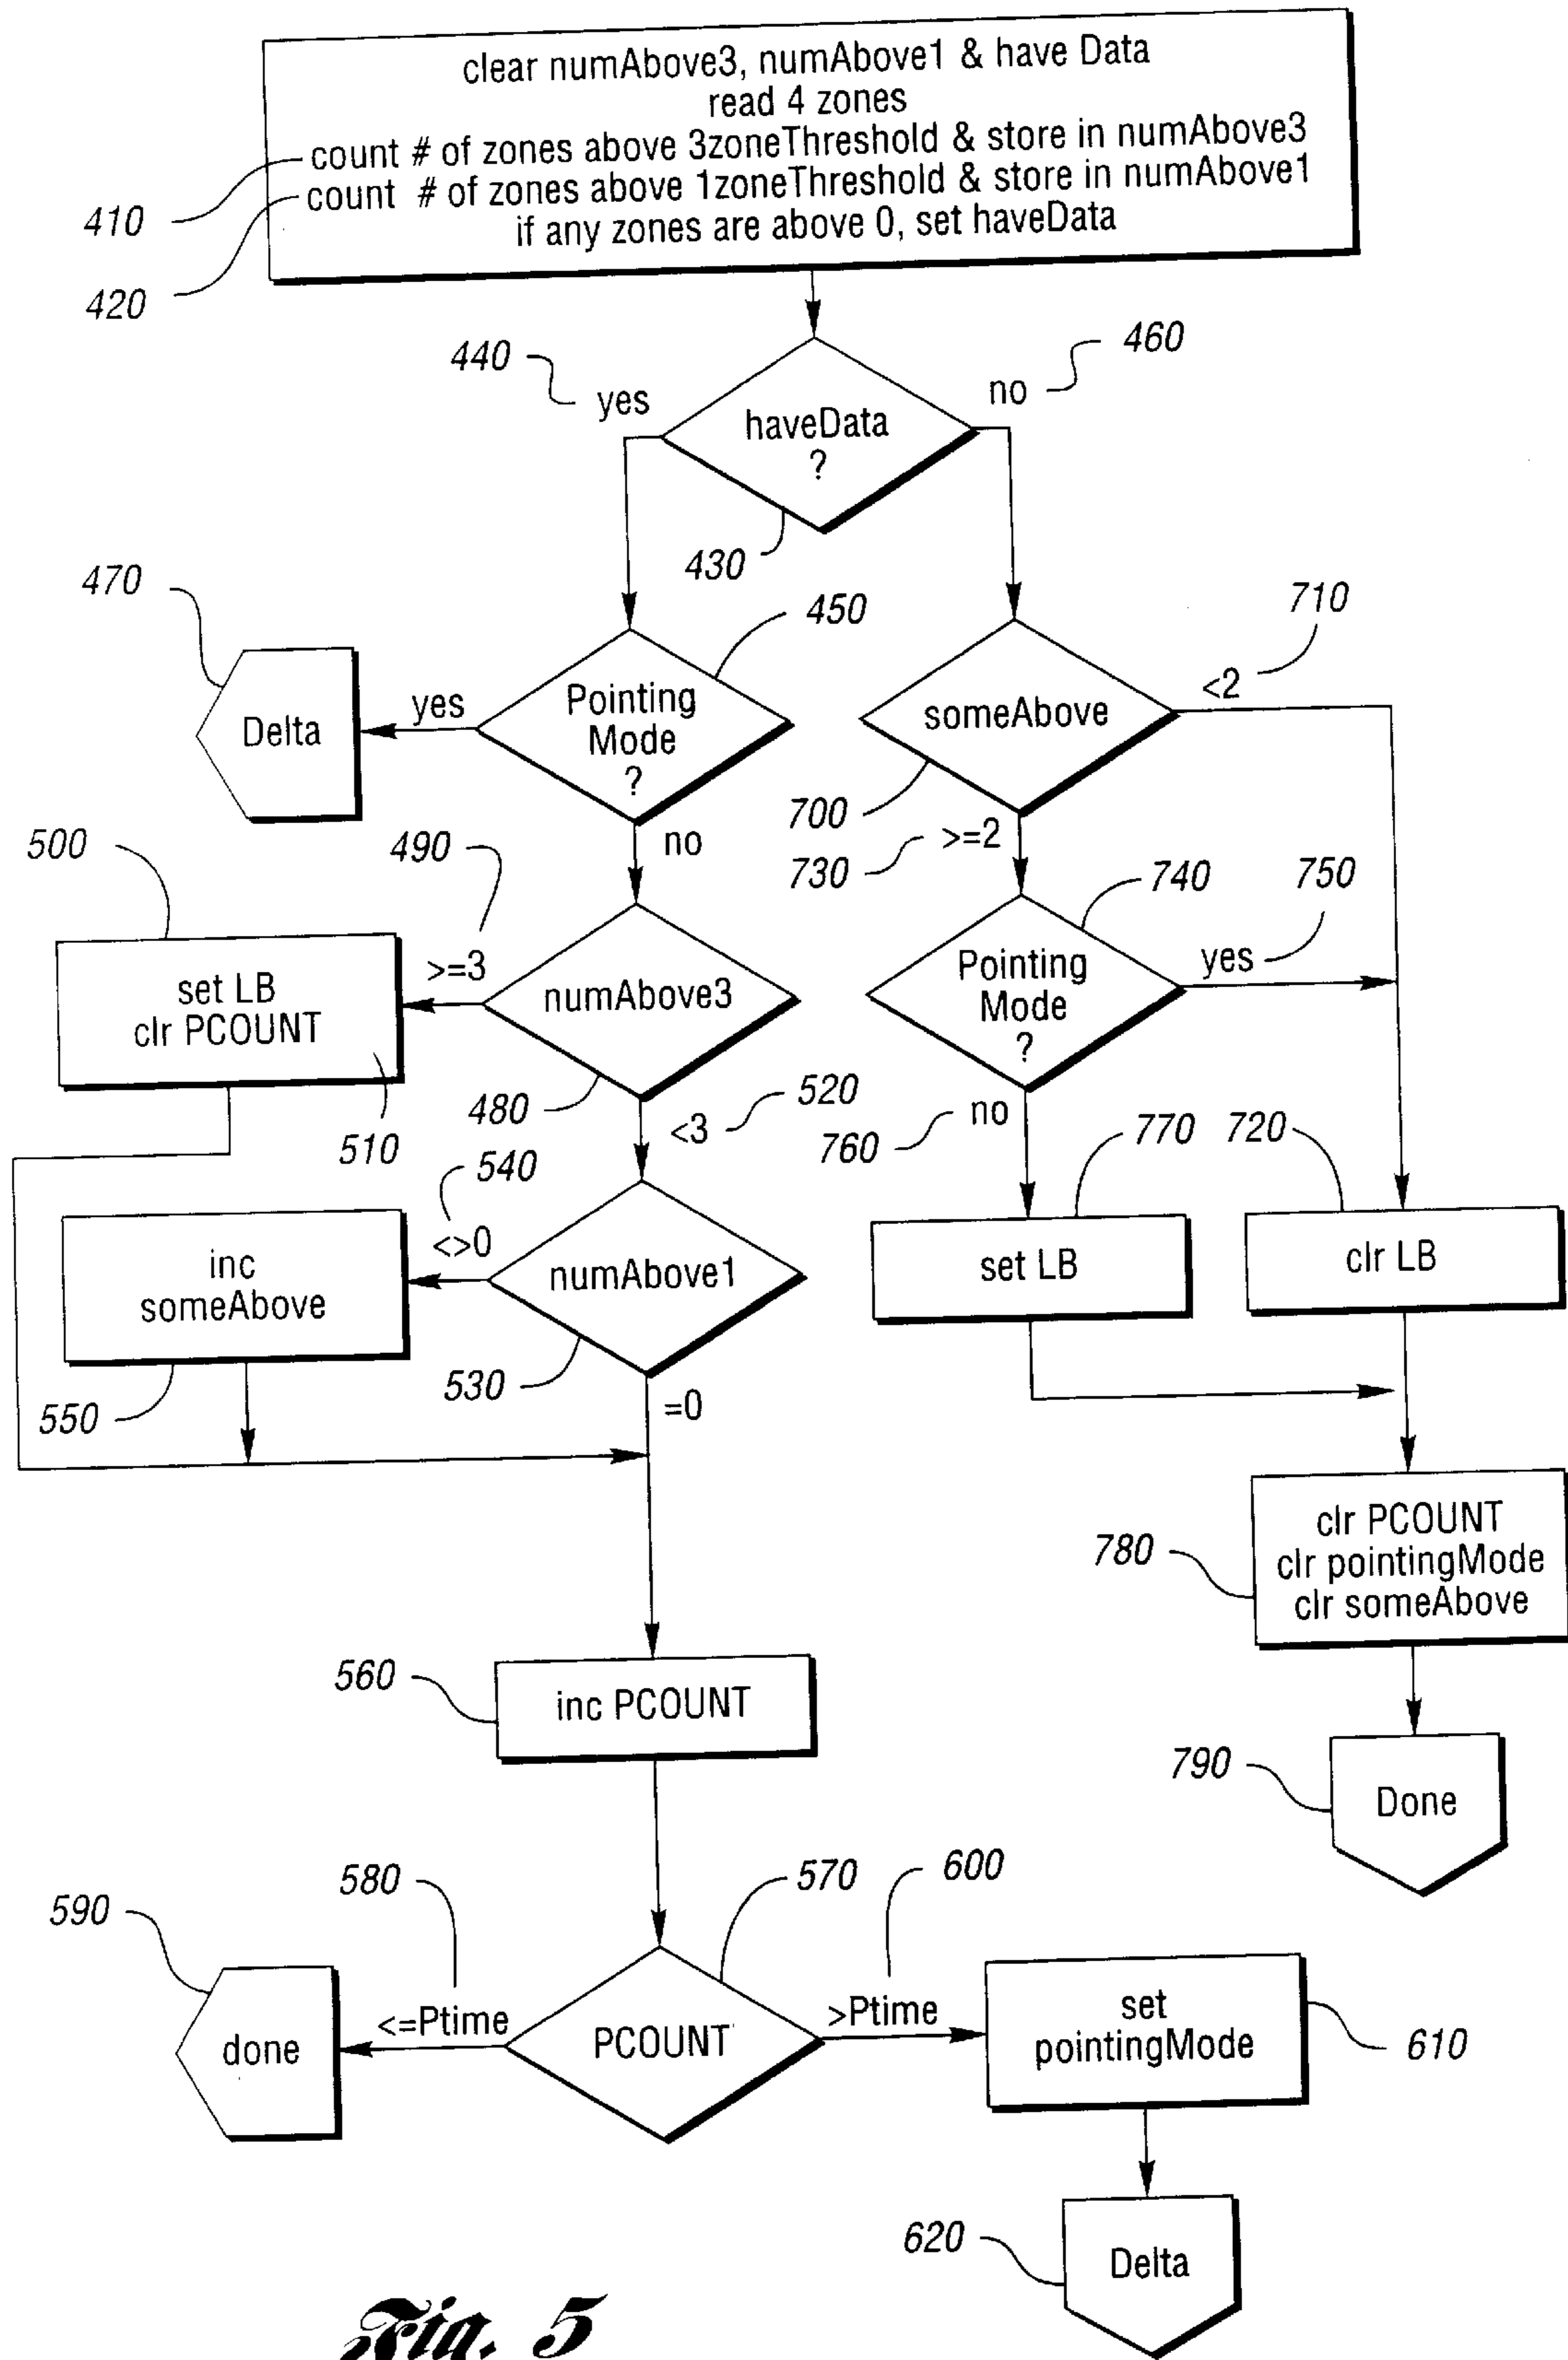 clear numAbove3, numAbove1 & have Data
read 4 zones
count # of zones above 3zoneThreshold & store in numAbove3
count # of zones above 1zoneThreshold & store in numAbove1
if any zones are above 0, set haveData
410
420
440
yes
no
460
haveData
?
430
470
450
710
Delta
yes
Pointing
Mode
?
someAbove
<2
700
no
>=2
730
500
490
740
750
set LB
clr PCOUNT
>=3
numAbove3
Pointing
Mode
?
yes
510
480
<3
520
no
760
770
720
540
inc
someAbove
<>0
numAbove1
set LB
clr LB
550
530
=0
clr PCOUNT
clr pointingMode
clr someAbove
780
560
inc PCOUNT
790
Done
580
570
600
590
done
<=Ptime
PCOUNT
>Ptime
set
pointingMode
610
620
Delta
Fig. 5